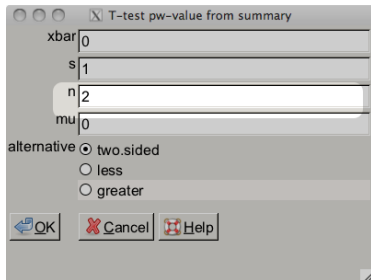 T-test pw-value from summary
xbar 0
s 1
n 2
mu 0
alternative two.sided
less
greater
OK Cancel Help